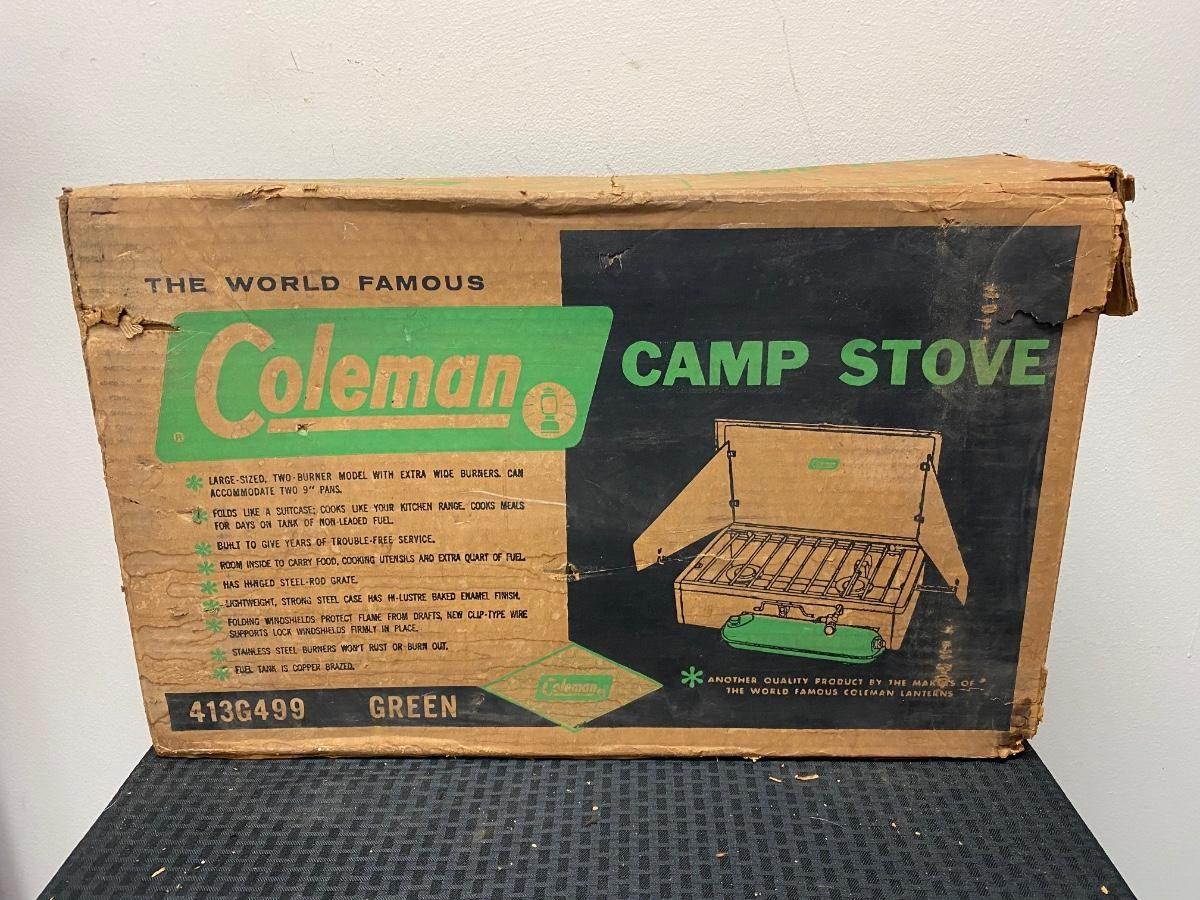 THE WORLD FAMOUS
Coleman
®
CAMP STOVE
* LARGE-SIZED, TWO-BURNER MODEL WITH EXTRA WIDE BURNERS. CAN
ACCOMMODATE TWO 9" PANS.
* FOLDS LIKE A SUITCASE; COOKS LIKE YOUR KITCHEN RANGE. COOKS MEALS
FOR DAYS ON TANK OF NON-LEADED FUEL.
* BUILT TO GIVE YEARS OF TROUBLE-FREE SERVICE.
* ROOM INSIDE TO CARRY FOOD, COOKING UTENSILS AND EXTRA QUART OF FUEL.
* HAS HINGED STEEL-ROD GRATE.
* LIGHTWEIGHT, STRONG STEEL CASE HAS HI-LUSTRE BAKED ENAMEL FINISH.
* FOLDING WINDSHIELDS PROTECT FLAME FROM DRAFTS, NEW CLIP-TYPE WIRE
SUPPORTS LOCK WINDSHIELDS FIRMLY IN PLACE.
* STAINLESS STEEL BURNERS WON'T RUST OR BURN OUT.
* FUEL TANK IS COPPER BRAZED.
413G499 GREEN
Coleman
Coleman
* ANOTHER QUALITY PRODUCT BY THE MAKERS OF
THE WORLD FAMOUS COLEMAN LANTERNS